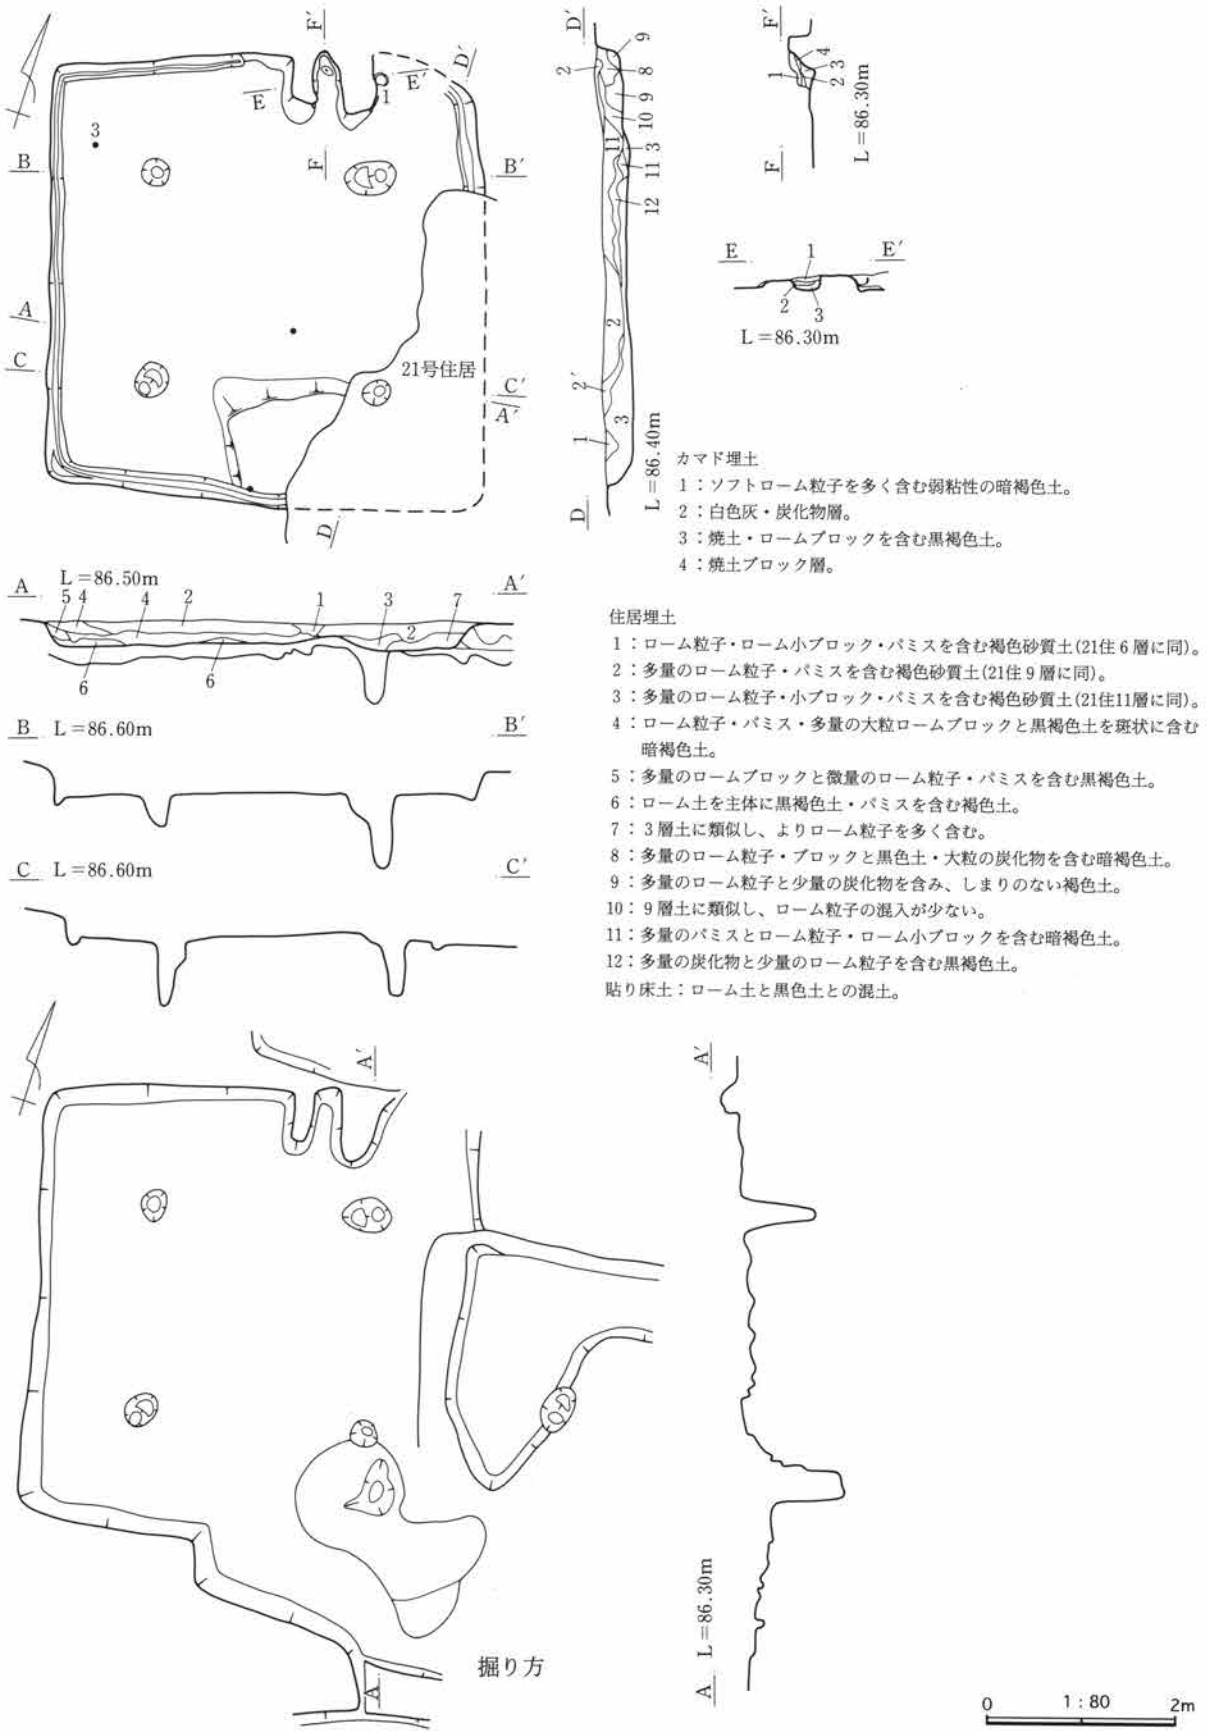 F′
D′
E
E′
1
3
B
F
B′
A
C
21号住居
C′
A′
D
D′
9
2
8
9
10
11
3
11
12
2
2′
3
1
L=86.40m
D
F′
4
3
1
2
L=86.30m
F
E
1
E′
2
3
L=86.30m
カマド埋土
1:ソフトローム粒子を多く含む弱粘性の暗褐色土。
2:白色灰・炭化物層。
3:焼土・ロームブロックを含む黒褐色土。
4:焼土ブロック層。
A
L=86.50m
A′
5 4
4
2
1
3
2
7
6
6
B L=86.60m
B′
C L=86.60m
C′
住居埋土
1:ローム粒子・ローム小ブロック・パミスを含む褐色砂質土(21住6層に同)。
2:多量のローム粒子・パミスを含む褐色砂質土(21住9層に同)。
3:多量のローム粒子・小ブロック・パミスを含む褐色砂質土(21住11層に同)。
4:ローム粒子・パミス・多量の大粒ロームブロックと黒褐色土を斑状に含む
暗褐色土。
5:多量のロームブロックと微量のローム粒子・パミスを含む黒褐色土。
6:ローム土を主体に黒褐色土・パミスを含む褐色土。
7:3層土に類似し、よりローム粒子を多く含む。
8:多量のローム粒子・ブロックと黒色土・大粒の炭化物を含む暗褐色土。
9:多量のローム粒子と少量の炭化物を含み、しまりのない褐色土。
10:9層土に類似し、ローム粒子の混入が少ない。
11:多量のパミスとローム粒子・ローム小ブロックを含む暗褐色土。
12:多量の炭化物と少量のローム粒子を含む黒褐色土。
貼り床土:ローム土と黒色土との混土。
A′
A
掘り方
A′
A L=86.30m
0 1:80 2m